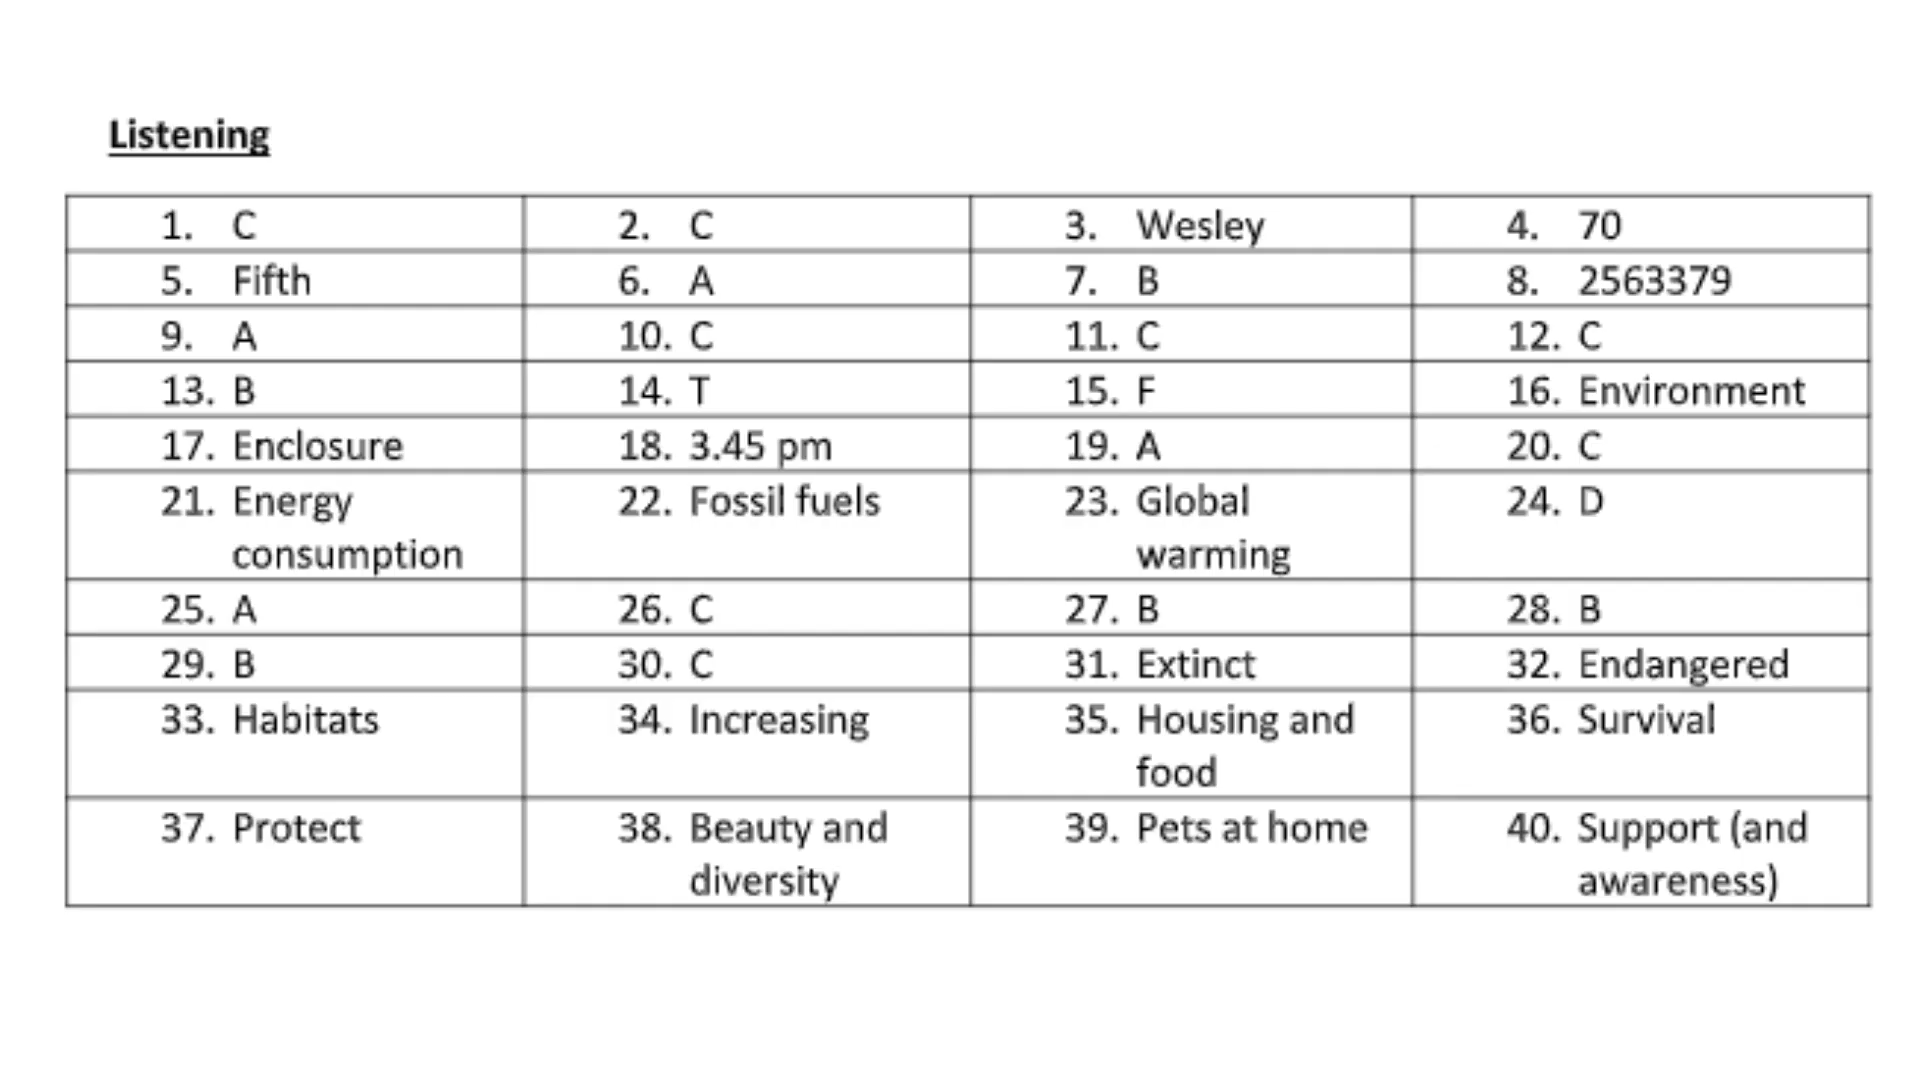 Listening
1. C 2. C 3. Wesley 4. 70
5. Fifth 6. A 7. B 8. 2563379
9. A 10. C 11. C 12. C
13. B 14. T 15. F 16. Environment
17. Enclosure 18. 3.45 pm 19. A 20. C
21. Energy consumption 22. Fossil fuels 23. Global warming 24. D
25. A 26. C 27. B 28. B
29. B 30. C 31. Extinct 32. Endangered
33. Habitats 34. Increasing 35. Housing and food 36. Survival
37. Protect 38. Beauty and diversity 39. Pets at home 40. Support (and awareness)